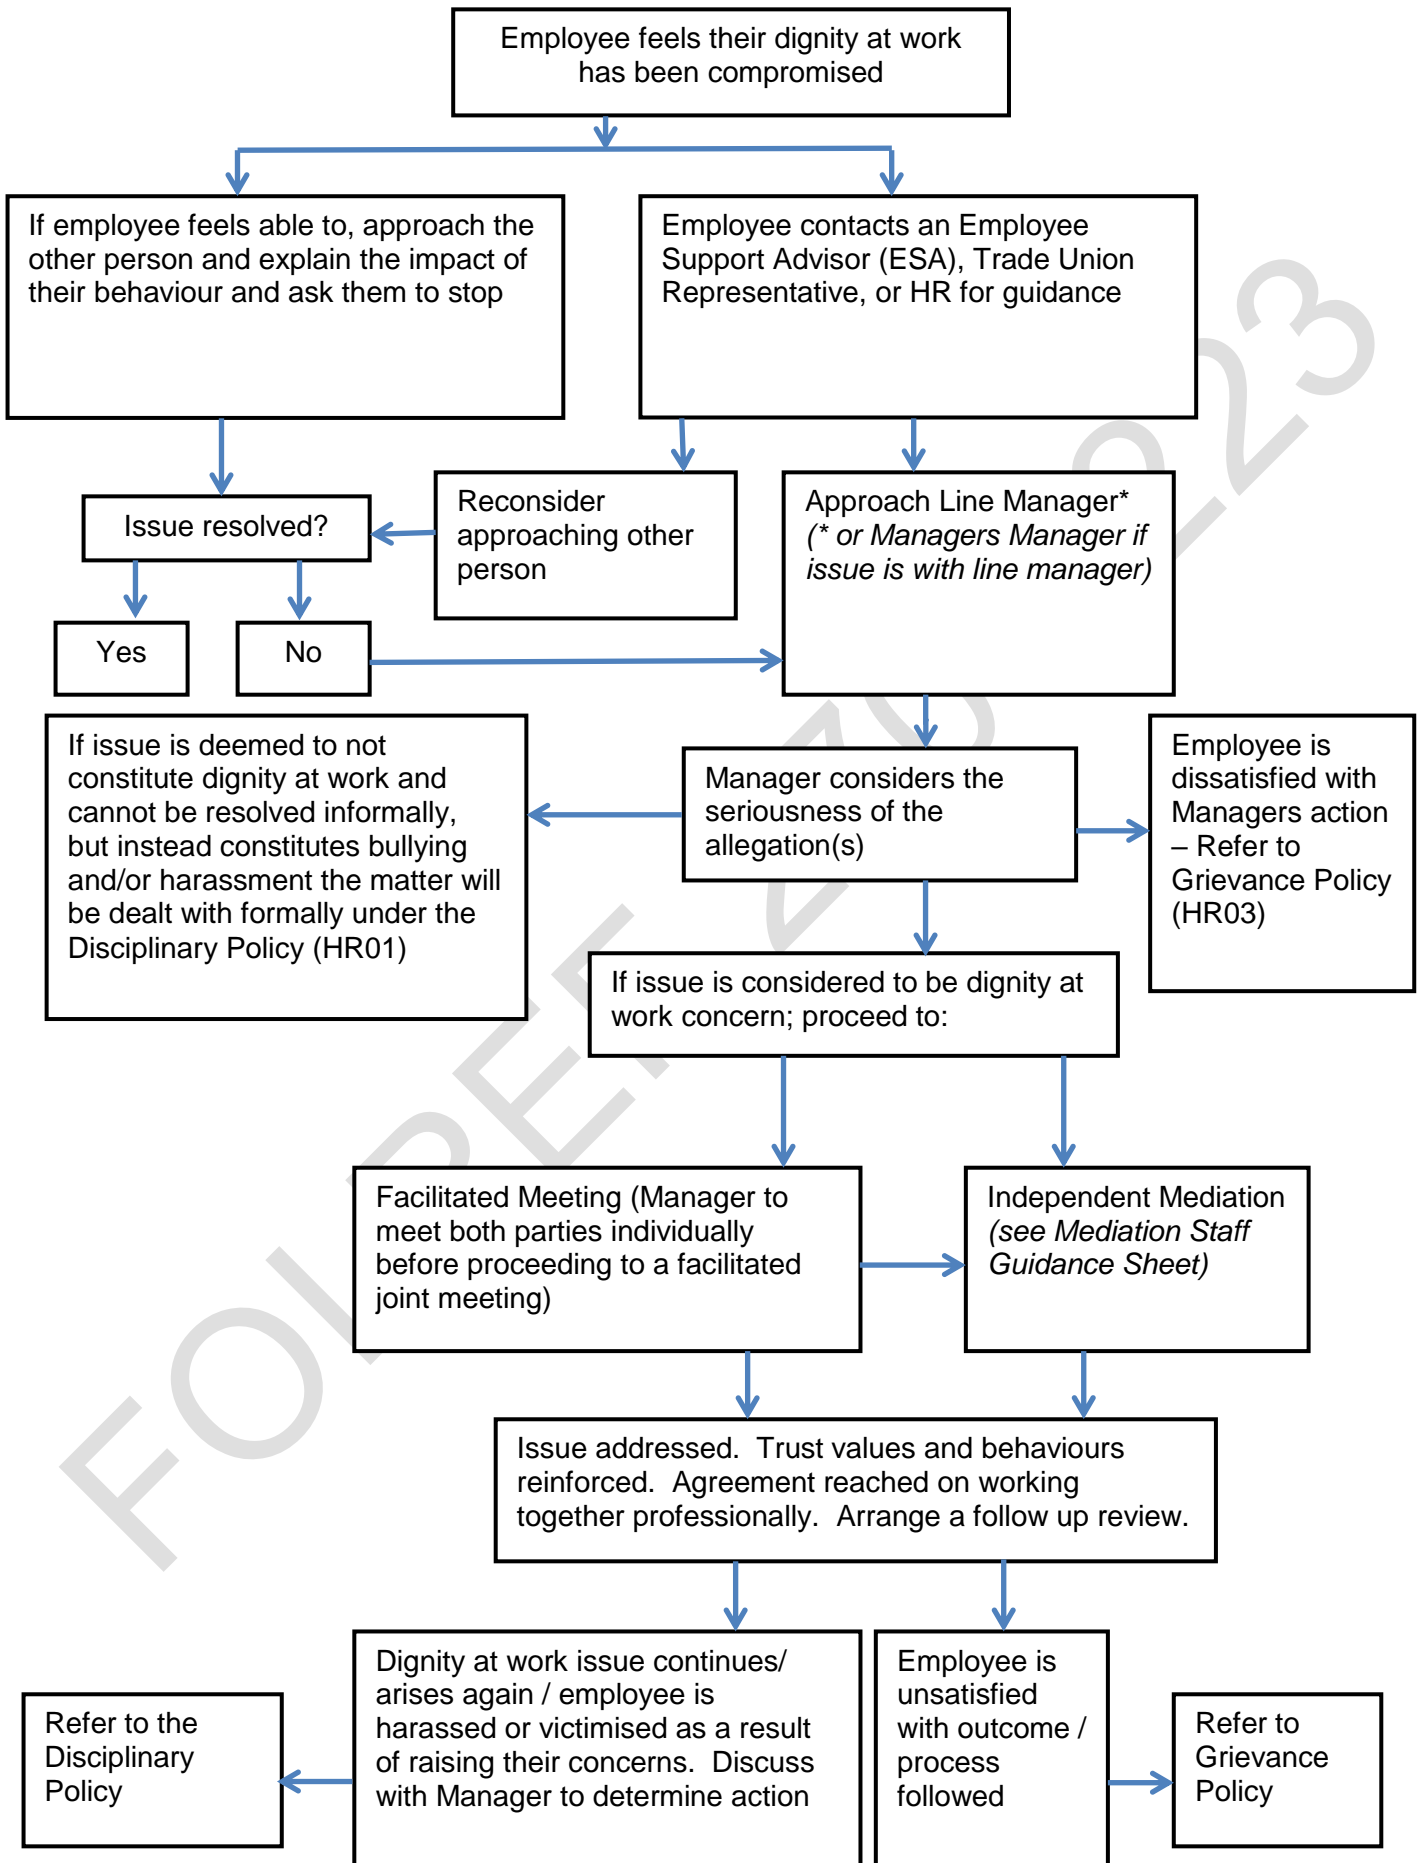 Employee feels their dignity at work
has been compromised
If employee feels able to, approach the
other person and explain the impact of
their behaviour and ask them to stop
Employee contacts an Employee
Support Advisor (ESA), Trade Union
Representative, or HR for guidance
Issue resolved?
Reconsider
approaching other
person
Approach Line Manager*
(* or Managers Manager if
issue is with line manager)
Yes
No
If issue is deemed to not
constitute dignity at work and
cannot be resolved informally,
but instead constitutes bullying
and/or harassment the matter will
be dealt with formally under the
Disciplinary Policy (HR01)
Manager considers the
seriousness of the
allegation(s)
Employee is
dissatisfied with
Managers action
– Refer to
Grievance Policy
(HR03)
If issue is considered to be dignity at
work concern; proceed to:
Facilitated Meeting (Manager to
meet both parties individually
before proceeding to a facilitated
joint meeting)
Independent Mediation
(see Mediation Staff
Guidance Sheet)
Issue addressed.  Trust values and behaviours
reinforced.  Agreement reached on working
together professionally.  Arrange a follow up review.
Refer to the
Disciplinary
Policy
Dignity at work issue continues/
arises again / employee is
harassed or victimised as a result
of raising their concerns.  Discuss
with Manager to determine action
Employee is
unsatisfied
with outcome /
process
followed
Refer to
Grievance
Policy